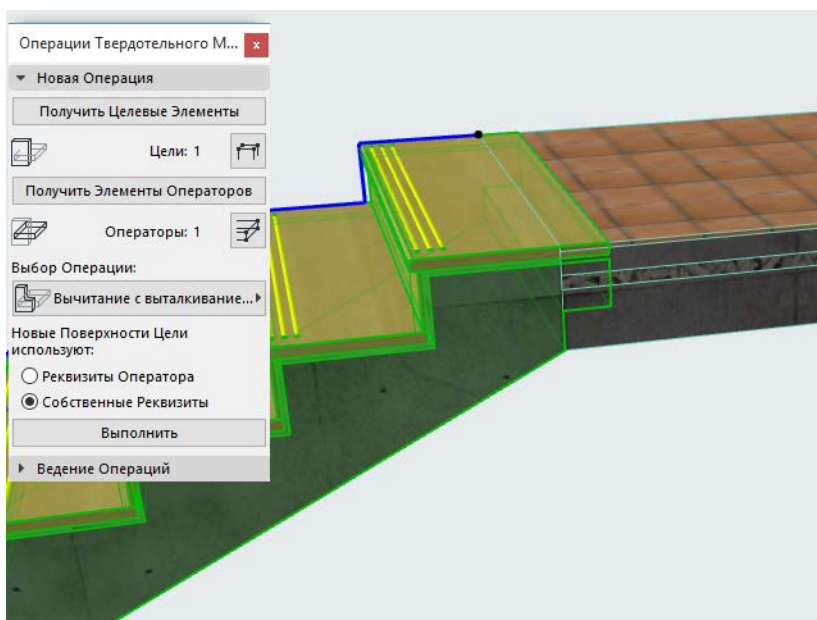 Операции Твердотельного М...
Новая Операция
Получить Целевые Элементы
Цели: 1
Получить Элементы Операторов
Операторы: 1
Выбор Операции:
Вычитание с выталкивание...
Новые Поверхности Цели
используют:
Реквизиты Оператора
Собственные Реквизиты
Выполнить
Ведение Операций